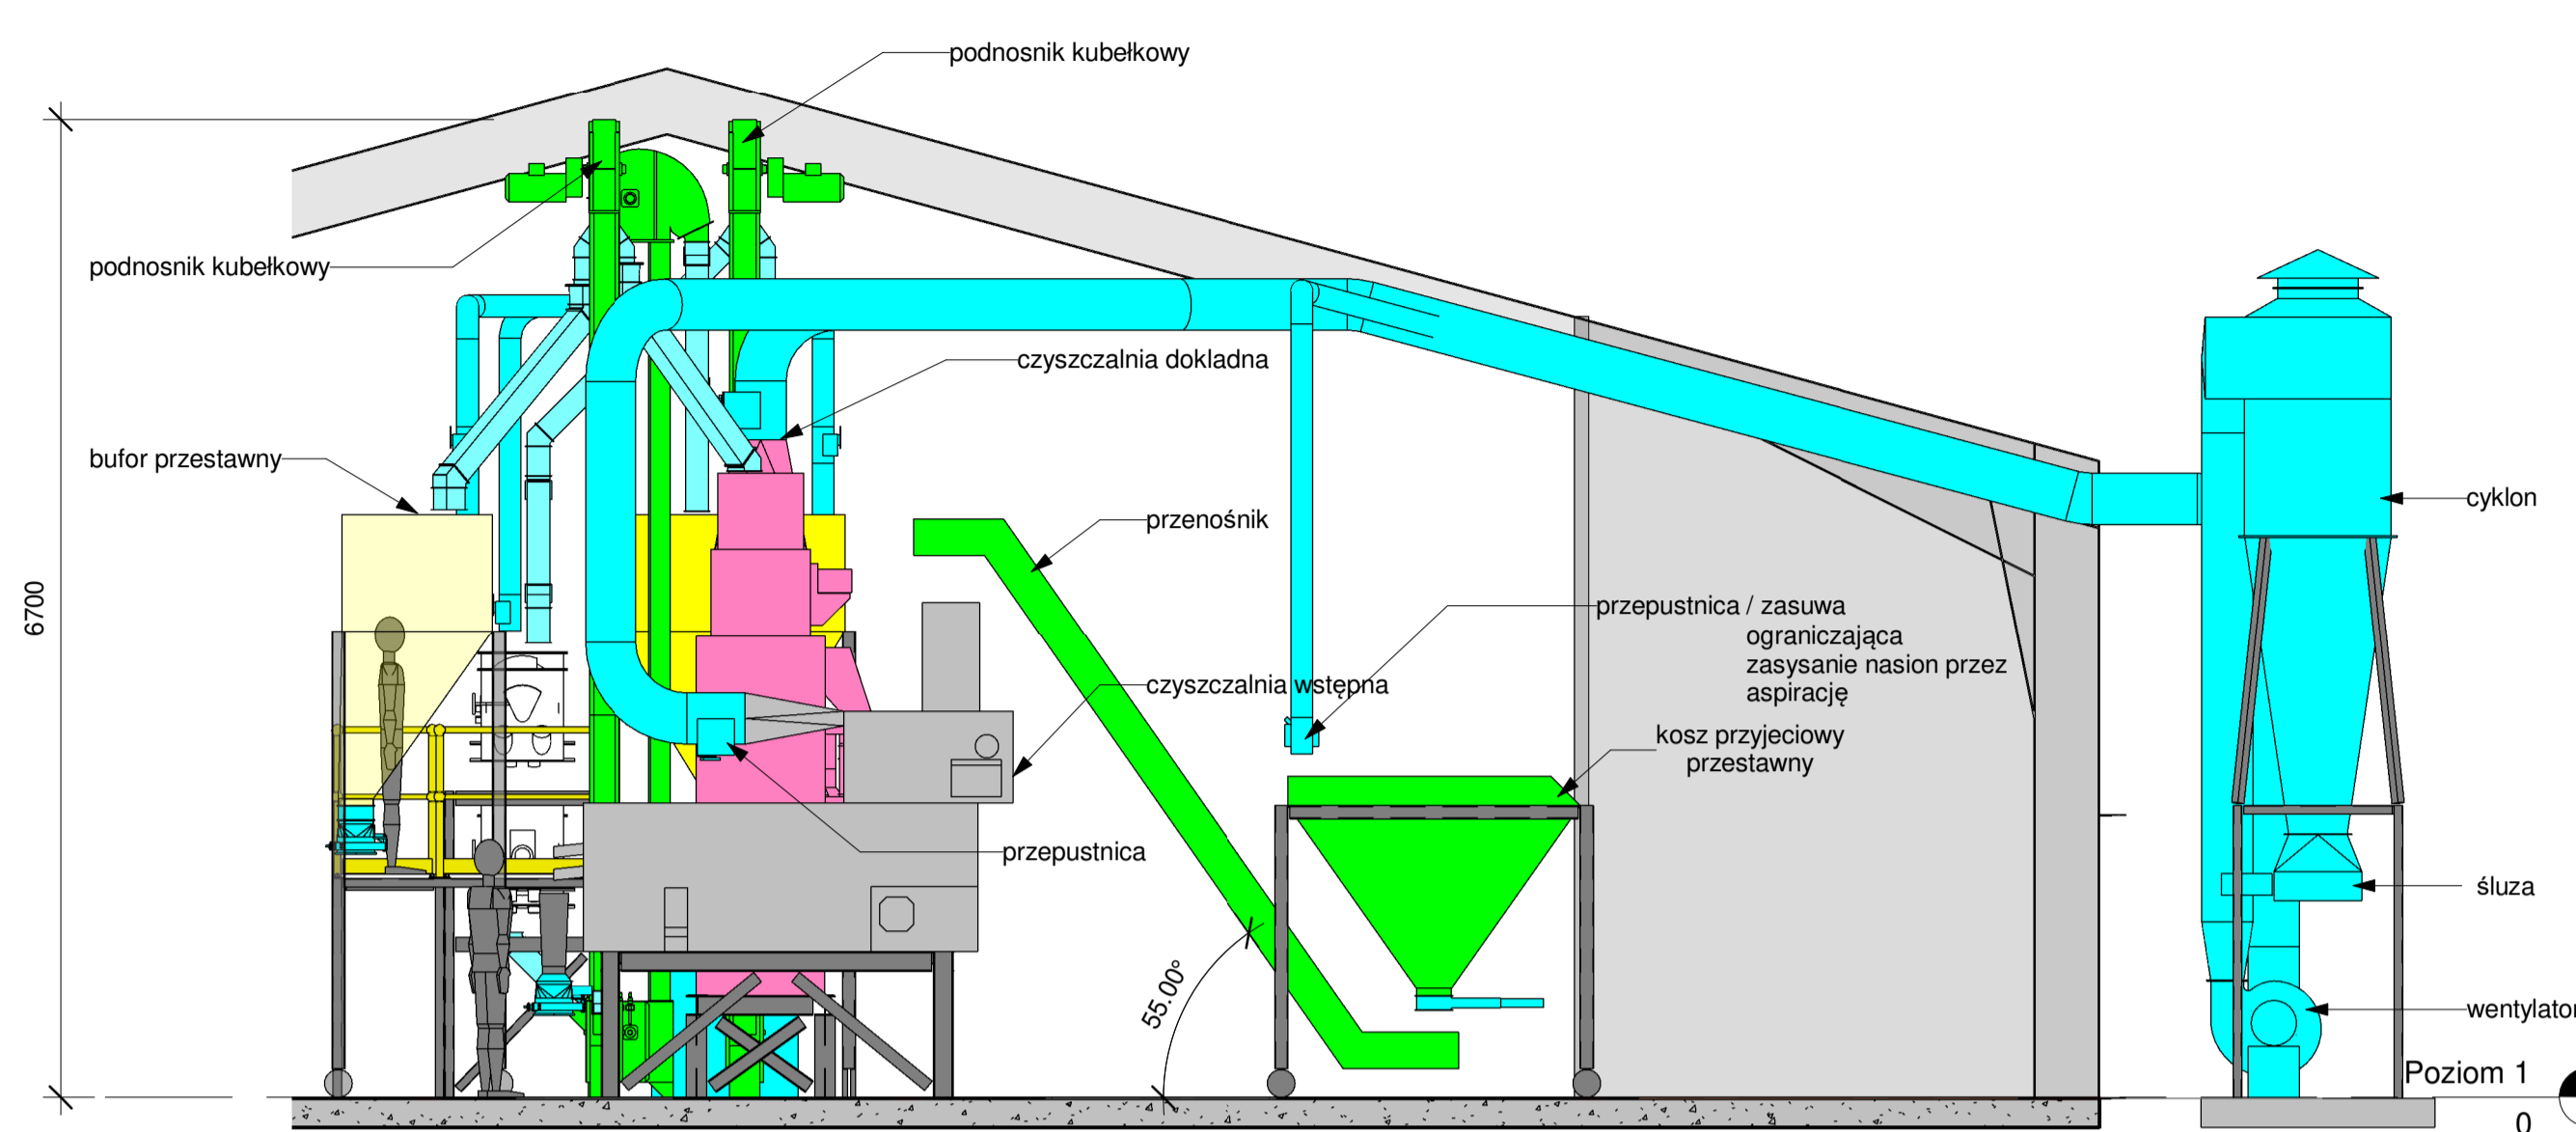 podnosnik kubełkowy
podnosnik kubełkowy
czyszczalnia dokladna
bufor przestawny
cyklon
przenośnik
6700
przepustnica / zasuwa
ograniczająca
zasysanie nasion przez
aspirację
czyszczalnia wstępna
kosz przyjeciowy
przestawny
przepustnica
śluza
55.00°
wentylator
Poziom 1
0